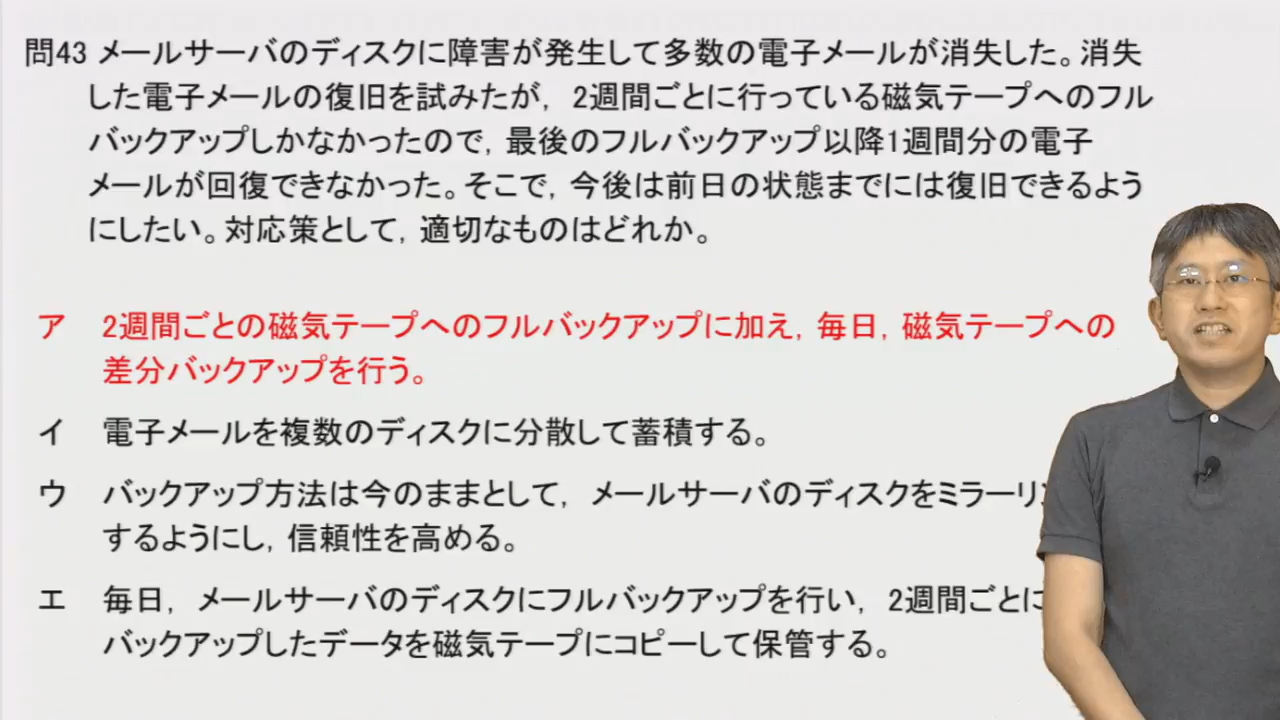 問43 メールサーバのディスクに障害が発生して多数の電子メールが消失した。消失
した電子メールの復旧を試みたが，2週間ごとに行っている磁気テープへのフル
バックアップしかなかったので，最後のフルバックアップ以降1週間分の電子
メールが回復できなかった。そこで，今後は前日の状態までには復旧できるよう
にしたい。対応策として，適切なものはどれか。
ア 2週間ごとの磁気テープへのフルバックアップに加え，毎日，磁気テープへの
差分バックアップを行う。
イ 電子メールを複数のディスクに分散して蓄積する。
ウ バックアップ方法は今のままとして，メールサーバのディスクをミラーリン
するようにし，信頼性を高める。
エ 毎日，メールサーバのディスクにフルバックアップを行い，2週間ごとに
バックアップしたデータを磁気テープにコピーして保管する。